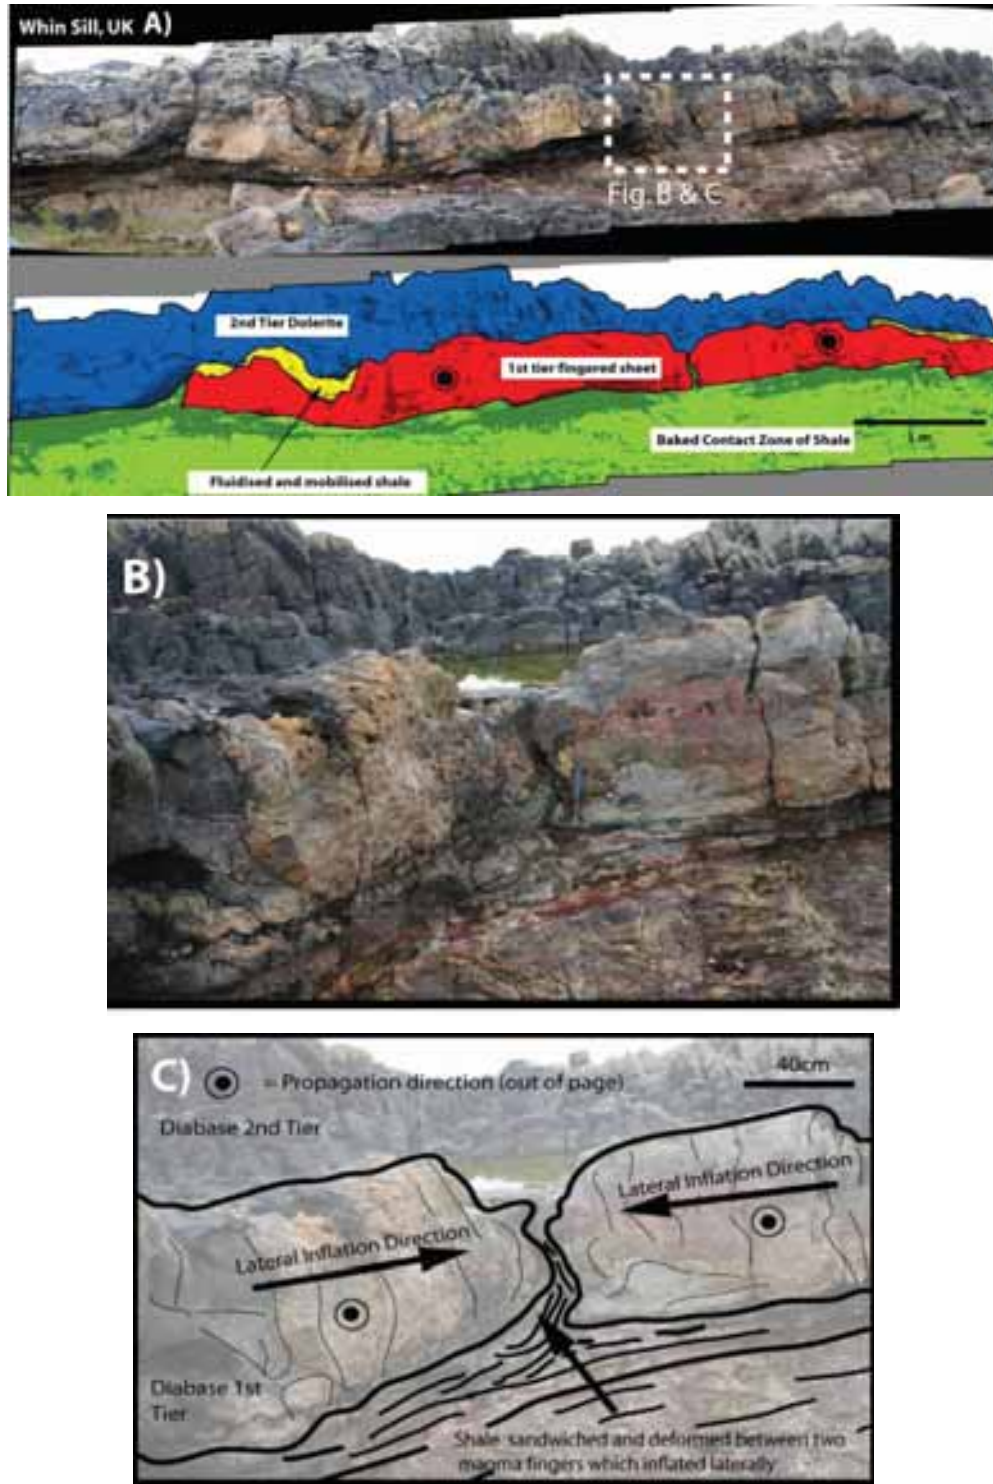 Whin Sill, UK A)
Fig. B & C
2nd Tier Dolerite
1st tier fingered sheet
Baked Contact Zone of Shale
1 m
Fluidised and mobilised shale
B)
C)
= Propagation direction (out of page)
40cm
Diabase 2nd Tier
Lateral Inflation Direction
Lateral Inflation Direction
Diabase 1st
Tier
Shale sandwiched and deformed between two
magma fingers which inflated laterally